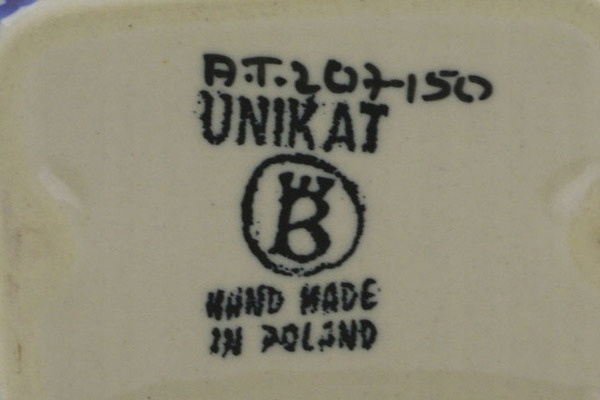 A.T.207-150
UNIKAT
B
HAND MADE
IN POLAND